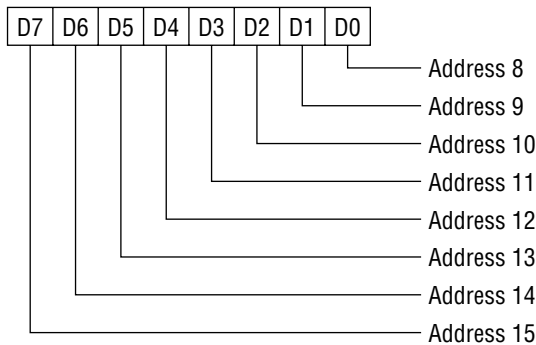 D7 D6 D5 D4 D3 D2 D1 D0
Address 8
Address 9
Address 10
Address 11
Address 12
Address 13
Address 14
Address 15